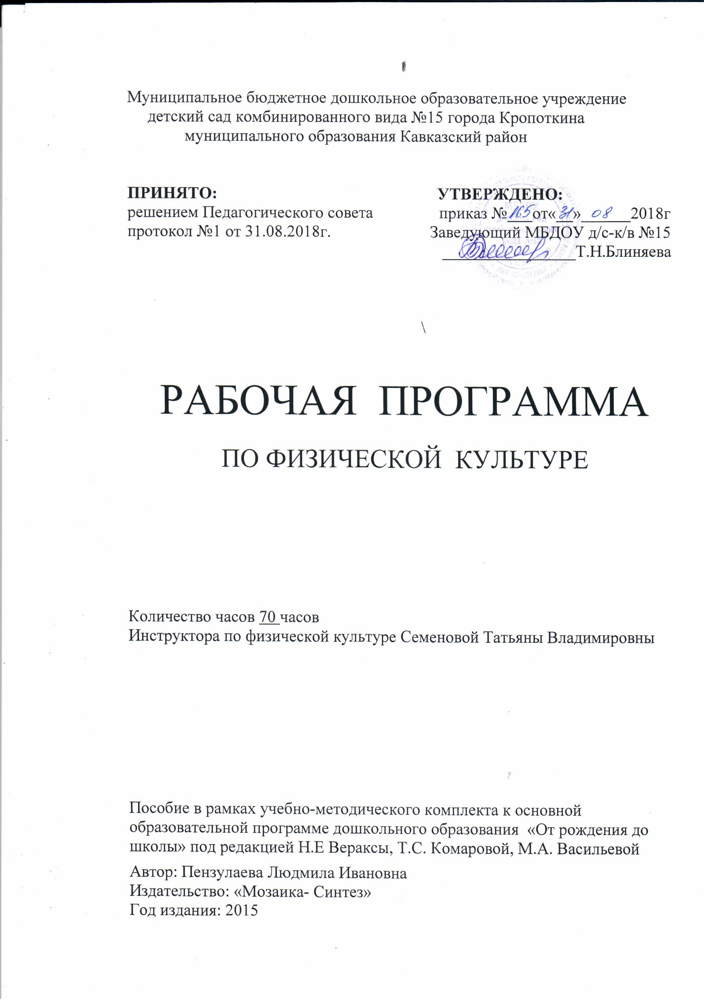 Муниципальное бюджетное дошкольное образовательное учреждение
детский сад комбинированного вида №15 города Кропоткина
муниципального образования Кавказский район
ПРИНЯТО:
решением Педагогического совета
протокол №1 от 31.08.2018г.
УТВЕРЖДЕНО:
приказ № 165 от« 31 » 08 2018г
Заведующий МБДОУ д/с-к/в №15
Т.Н.Блиняева
\
РАБОЧАЯ ПРОГРАММА
ПО ФИЗИЧЕСКОЙ КУЛЬТУРЕ
Количество часов 70 часов
Инструктора по физической культуре Семеновой Татьяны Владимировны
Пособие в рамках учебно-методического комплекта к основной
образовательной программе дошкольного образования «От рождения до
школы» под редакцией Н.Е Вераксы, Т.С. Комаровой, М.А. Васильевой
Автор: Пензулаева Людмила Ивановна
Издательство: «Мозаика- Синтез»
Год издания: 2015